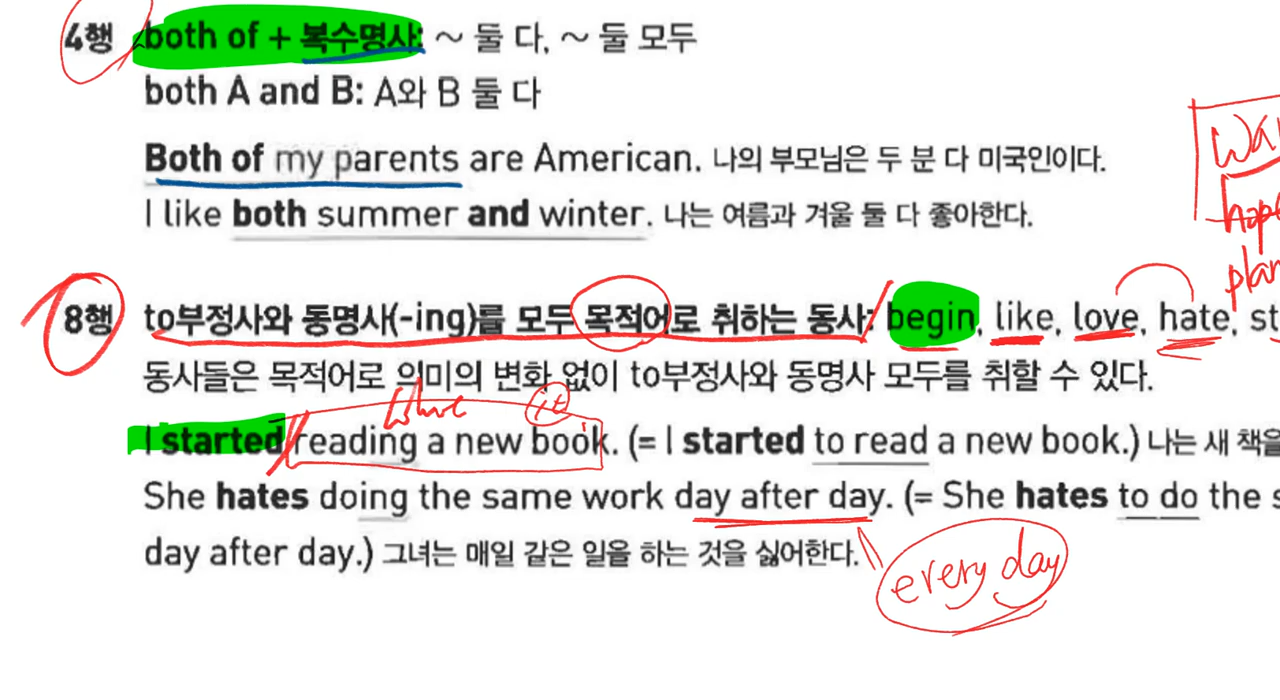 4행 both of + 복수명사: ~ 둘 다, ~ 둘 모두
both A and B: A와 B 둘 다
Both of my parents are American. 나의 부모님은 두 분 다 미국인이다.
I like both summer and winter. 나는 여름과 겨울 둘 다 좋아한다.
hope
plan
8행 to부정사와 동명사(-ing)를 모두 목적어로 취하는 동사: begin, like, love, hate, st
동사들은 목적어로 의미의 변화 없이 to부정사와 동명사 모두를 취할 수 있다.
it
I started reading a new book. (= I started to read a new book.) 나는 새 책을
She hates doing the same work day after day. (= She hates to do the s
day after day.) 그녀는 매일 같은 일을 하는 것을 싫어한다.
every day